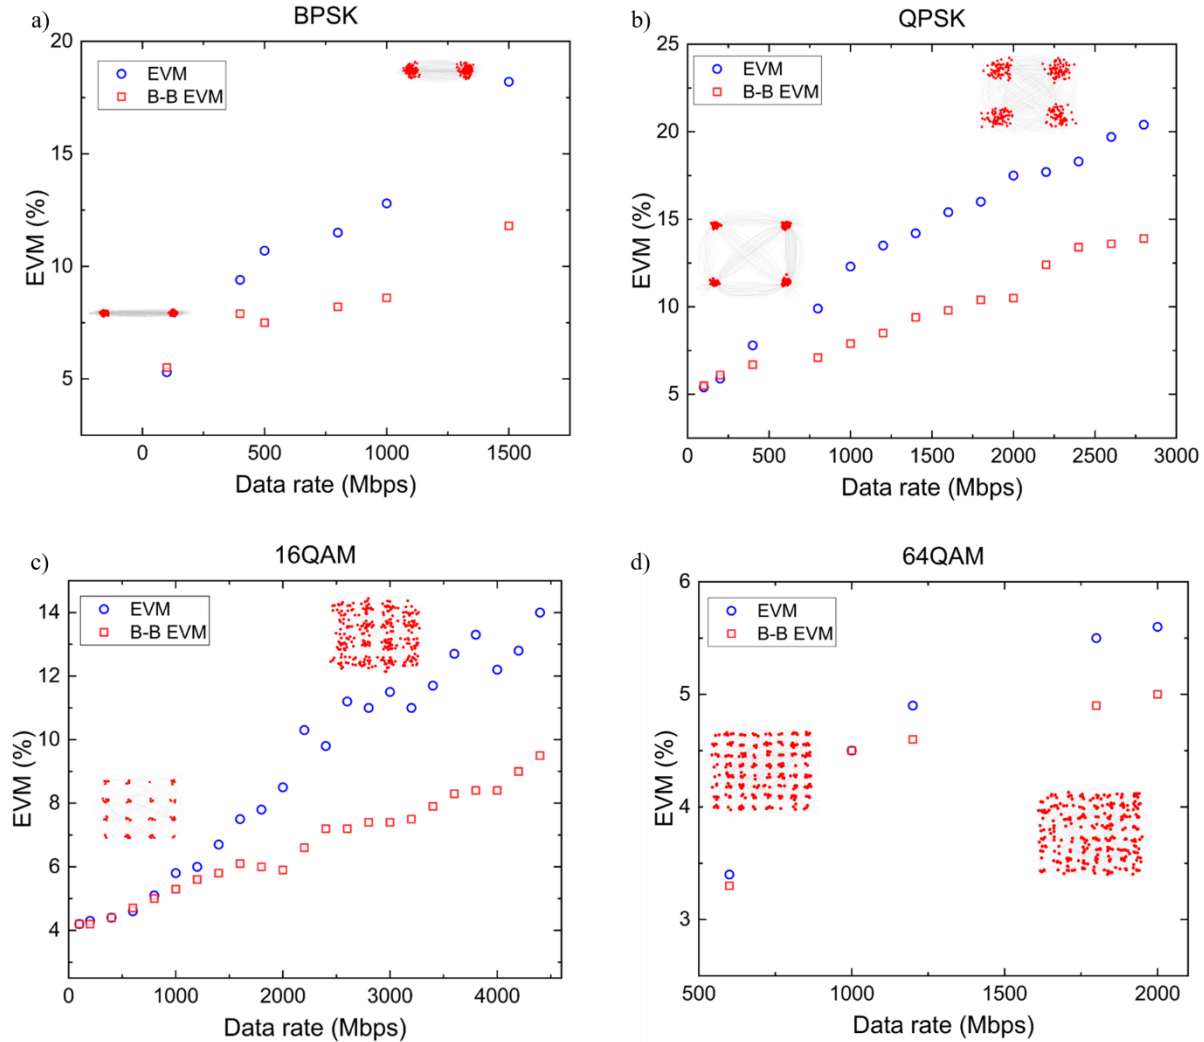 a)
BPSK
EVM
B-B EVM
20
15
10
5
0
500
1000
1500
EVM (%)
Data rate (Mbps)
b)
QPSK
EVM
B-B EVM
25
20
15
10
5
0
500
1000
1500
2000
2500
3000
EVM (%)
Data rate (Mbps)
c)
16QAM
EVM
B-B EVM
14
12
10
8
6
4
0
1000
2000
3000
4000
EVM (%)
Data rate (Mbps)
d)
64QAM
EVM
B-B EVM
6
5
4
3
500
1000
1500
2000
EVM (%)
Data rate (Mbps)